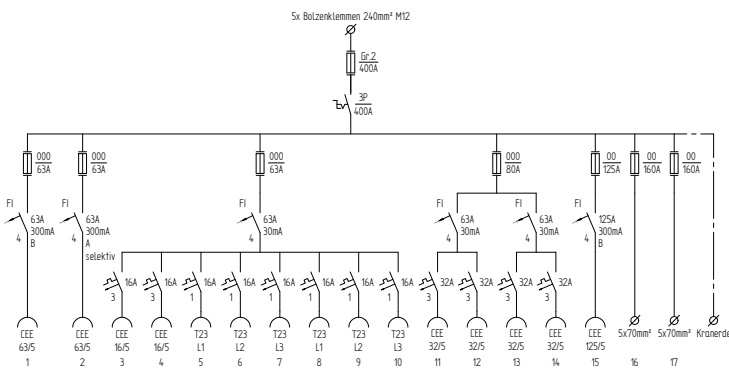 5x Bolzenklemmen 240mm² M12
Gr.2
400A
3P
400A
000
63A
000
63A
000
63A
000
80A
00
125A
00
160A
00
160A
FI
63A
300mA
4
B
FI
63A
300mA
4
A
selektiv
FI
63A
30mA
4
FI
63A
30mA
4
FI
63A
30mA
4
FI
125A
300mA
4
B
16A
3
16A
3
16A
1
16A
1
16A
1
16A
1
16A
1
16A
1
32A
3
32A
3
32A
3
32A
3
CEE
63/5
1
CEE
63/5
2
CEE
16/5
3
CEE
16/5
4
T23
L1
5
T23
L2
6
T23
L3
7
T23
L1
8
T23
L2
9
T23
L3
10
CEE
32/5
11
CEE
32/5
12
CEE
32/5
13
CEE
32/5
14
CEE
125/5
15
5x70mm²
16
5x70mm²
17
Kranerde